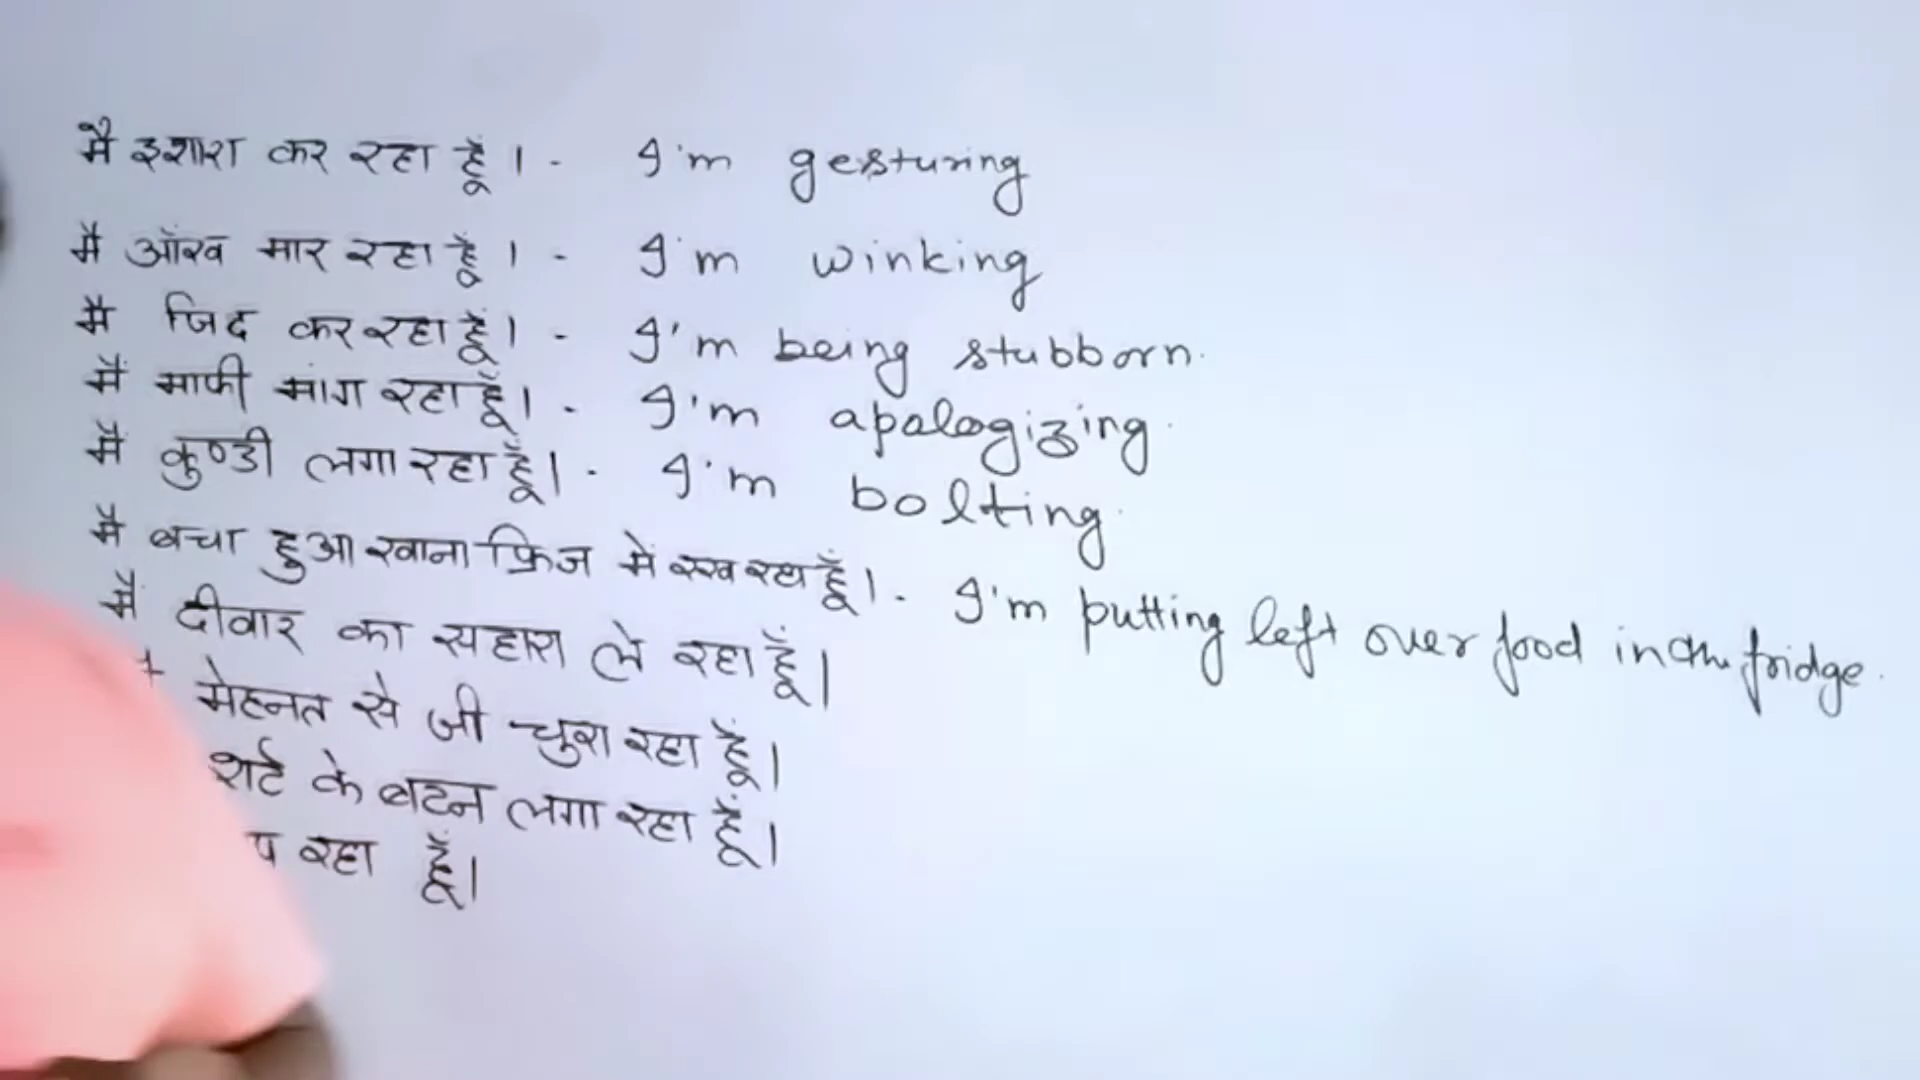 मैं इशारा कर रहा हूँ। - I'm gesturing
मैं आँख मार रहा हूँ। - I'm winking
मैं जिद कर रहा हूँ। - I'm being stubborn.
मैं माफी मांग रहा हूँ। - I'm apologizing.
मैं कुण्डी लगा रहा हूँ। - I'm bolting.
मैं बचा हुआ खाना फ्रिज में रख रहा हूँ। - I'm putting left over food in the fridge.
मैं दीवार का सहारा ले रहा हूँ।
मेहनत से जी चुरा रहा हूँ।
शर्ट के बटन लगा रहा हूँ।
रहा हूँ।